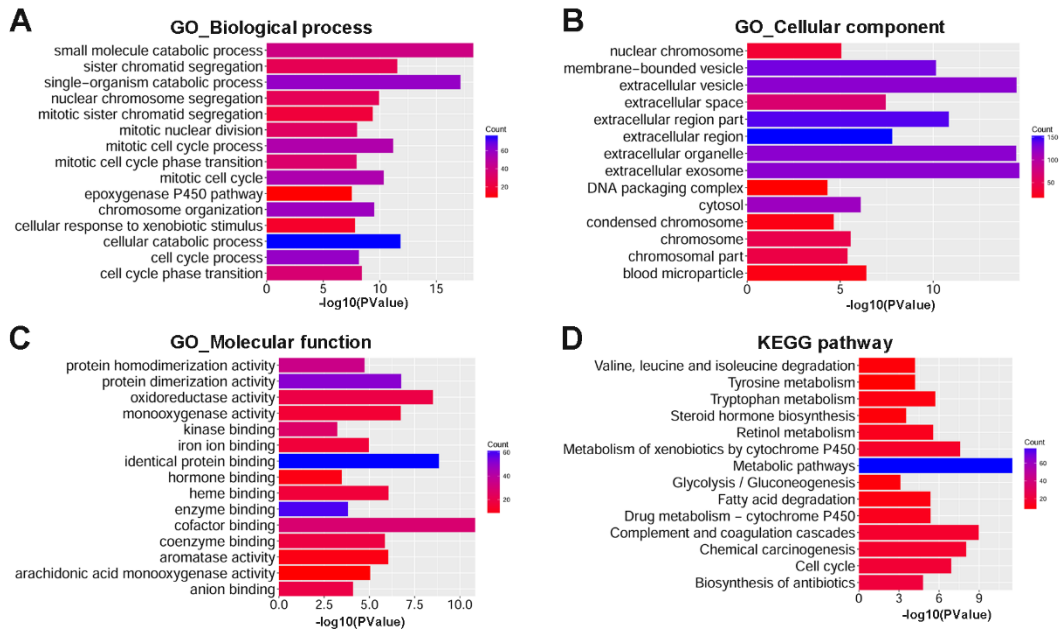 A
GO_Biological process
small molecule catabolic process
sister chromatid segregation
single-organism catabolic process
nuclear chromosome segregation
mitotic sister chromatid segregation
mitotic nuclear division
mitotic cell cycle process
mitotic cell cycle phase transition
mitotic cell cycle
epoxygenase P450 pathway
chromosome organization
cellular response to xenobiotic stimulus
cellular catabolic process
cell cycle process
cell cycle phase transition
0 5 10 15
-log10(PValue)
Count
60
40
20
B
GO_Cellular component
nuclear chromosome
membrane-bounded vesicle
extracellular vesicle
extracellular space
extracellular region part
extracellular region
extracellular organelle
extracellular exosome
DNA packaging complex
cytosol
condensed chromosome
chromosome
chromosomal part
blood microparticle
0 5 10
-log10(PValue)
Count
150
100
50
C
GO_Molecular function
protein homodimerization activity
protein dimerization activity
oxidoreductase activity
monooxygenase activity
kinase binding
iron ion binding
identical protein binding
hormone binding
heme binding
enzyme binding
cofactor binding
coenzyme binding
aromatase activity
arachidonic acid monooxygenase activity
anion binding
0.0 2.5 5.0 7.5 10.0
-log10(PValue)
Count
60
40
20
D
KEGG pathway
Valine, leucine and isoleucine degradation
Tyrosine metabolism
Tryptophan metabolism
Steroid hormone biosynthesis
Retinol metabolism
Metabolism of xenobiotics by cytochrome P450
Metabolic pathways
Glycolysis / Gluconeogenesis
Fatty acid degradation
Drug metabolism - cytochrome P450
Complement and coagulation cascades
Chemical carcinogenesis
Cell cycle
Biosynthesis of antibiotics
0 3 6 9
-log10(PValue)
Count
60
40
20